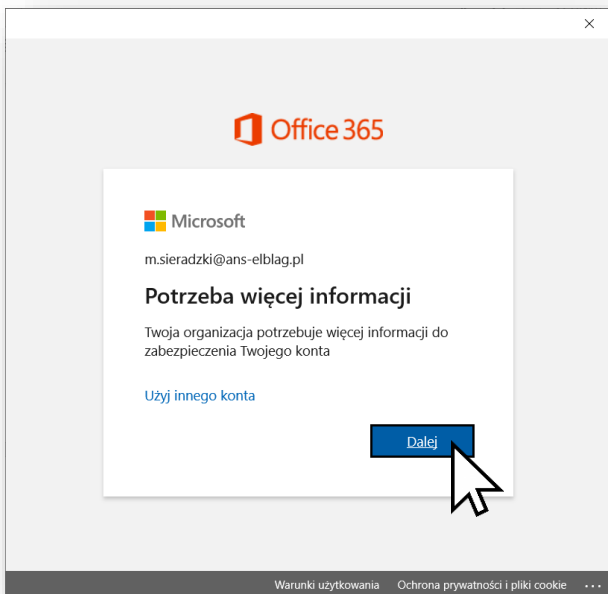 Office 365
Microsoft
m.sieradzki@ans-elblag.pl
Potrzeba więcej informacji
Twoja organizacja potrzebuje więcej informacji do
zabezpieczenia Twojego konta
Użyj innego konta
Dalej
Warunki użytkowania Ochrona prywatności i pliki cookie ...